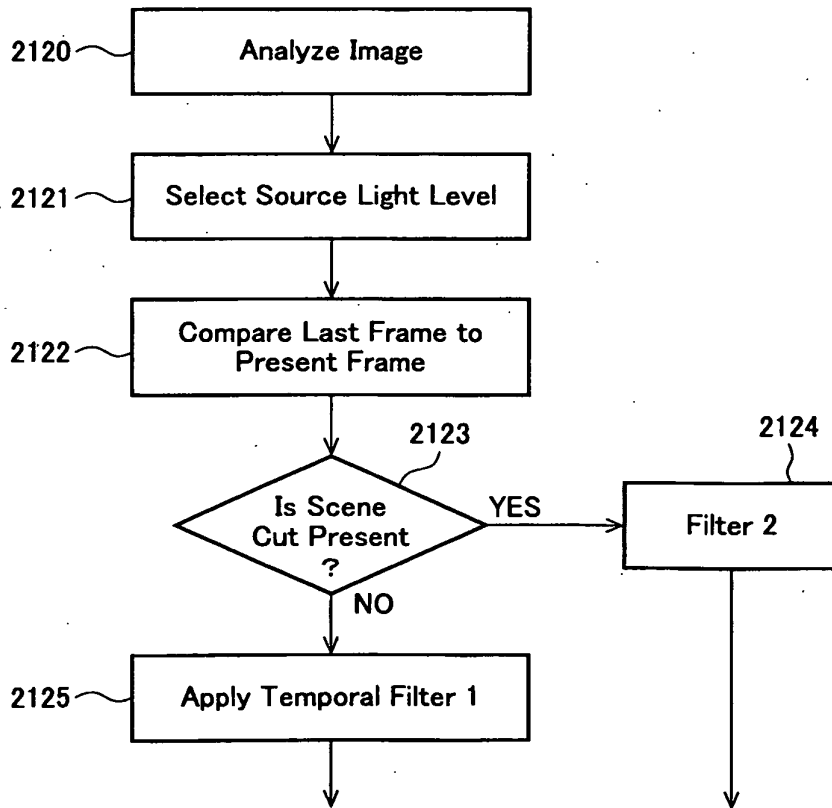 2120
Analyze Image
2121
Select Source Light Level
2122
Compare Last Frame to
Present Frame
2123
Is Scene
Cut Present
?
YES
2124
Filter 2
NO
2125
Apply Temporal Filter 1